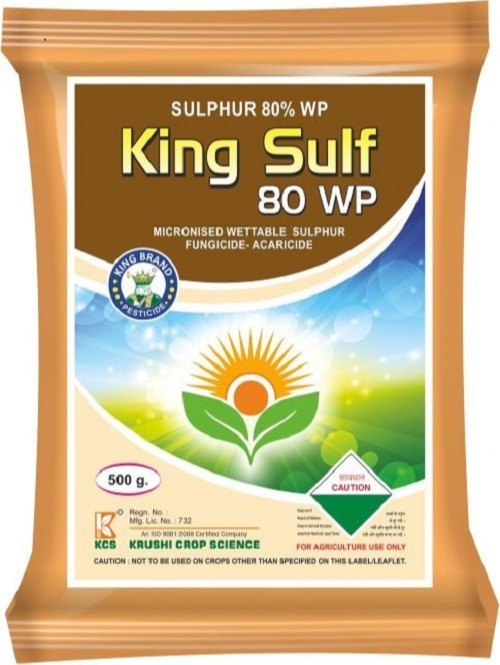 SULPHUR 80% WP
King Sulf
80 WP
MICRONISED WETTABLE SULPHUR
FUNGICIDE- ACARICIDE
KING BRAND
PESTICIDE
500 g.
सावधान
CAUTION
Regn. No. :
Mfg. Lic. No. : 732
An ISO 9001:2008 Certified Company
KCS KRUSHI CROP SCIENCE
FOR AGRICULTURE USE ONLY
CAUTION : NOT TO BE USED ON CROPS OTHER THAN SPECIFIED ON THIS LABEL/LEAFLET.